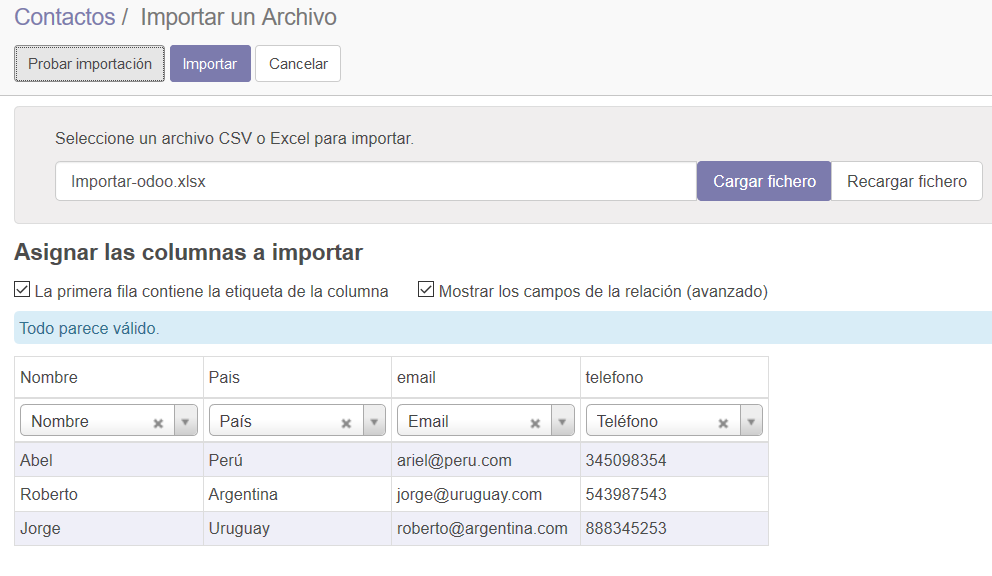 Contactos / Importar un Archivo
Probar importación Importar Cancelar
Seleccione un archivo CSV o Excel para importar.
Importar-odoo.xlsx Cargar fichero Recargar fichero
Asignar las columnas a importar
La primera fila contiene la etiqueta de la columna Mostrar los campos de la relación (avanzado)
Todo parece válido.
Nombre Pais email telefono
Nombre País Email Teléfono
Abel Perú ariel@peru.com 345098354
Roberto Argentina jorge@uruguay.com 543987543
Jorge Uruguay roberto@argentina.com 888345253